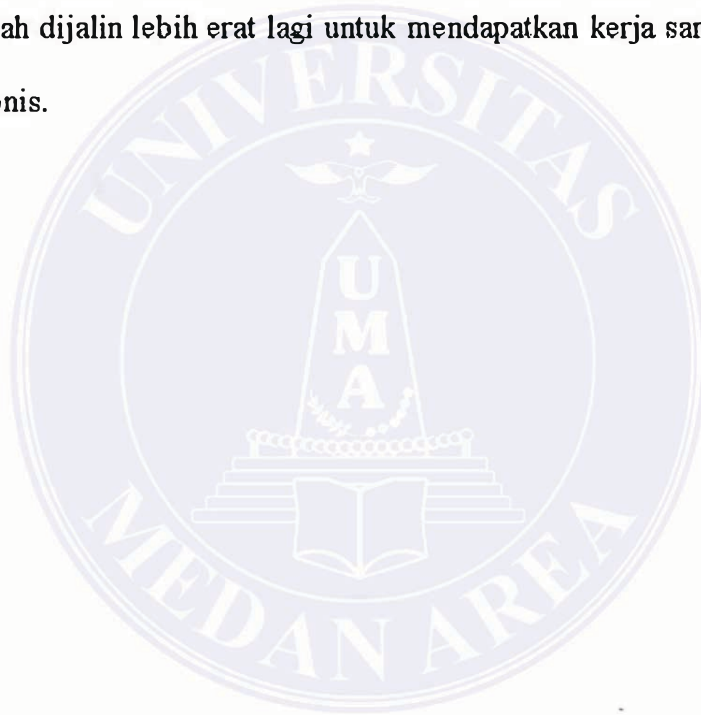 ah dijalin lebih erat lagi untuk mendapatkan kerja sar
nis.
UNIVERSITAS
UMA
MEDAN AREA